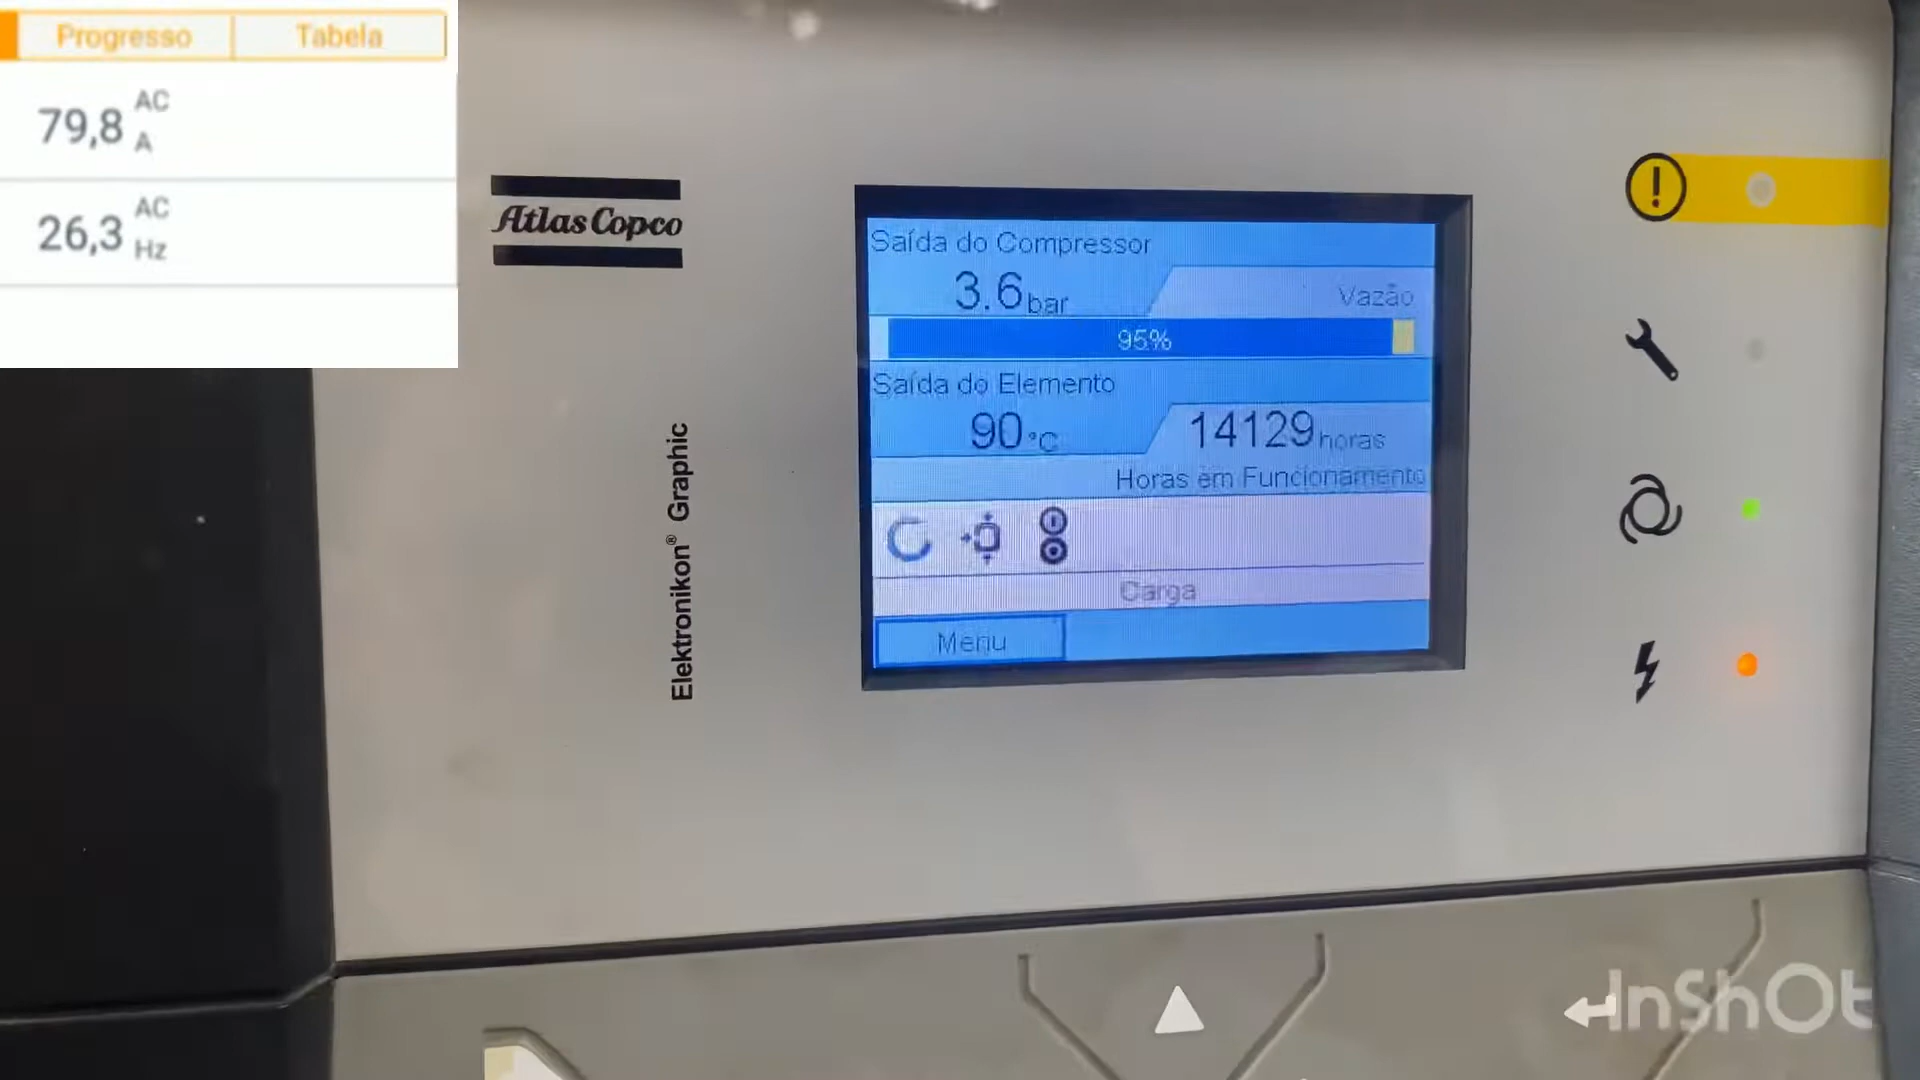 Progresso Tabela
79,8 AC A
26,3 AC Hz
Atlas Copco
Elektronikon® Graphic
Saída do Compressor
3.6 bar
Vazão
95%
Saída do Elemento
90 °C
14129 horas
Horas em Funcionamento
Carga
Menu
InShOt